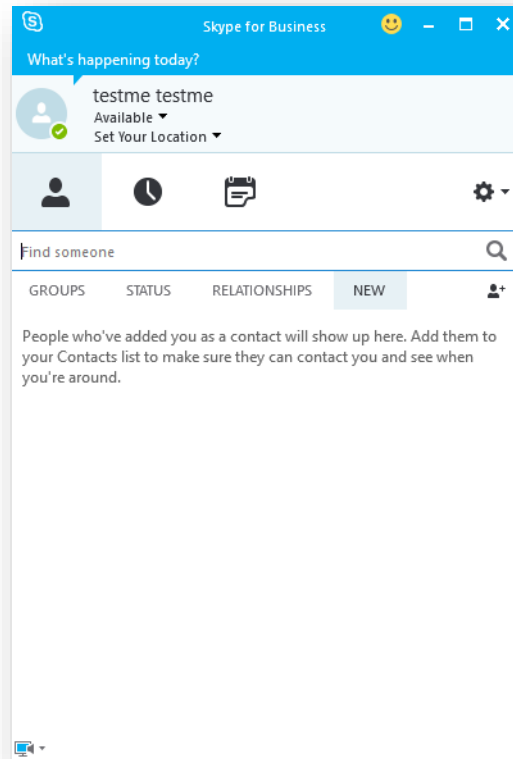 Skype for Business
What's happening today?
testme testme
Available
Set Your Location
Find someone
GROUPS STATUS RELATIONSHIPS NEW
People who've added you as a contact will show up here. Add them to
your Contacts list to make sure they can contact you and see when
you're around.